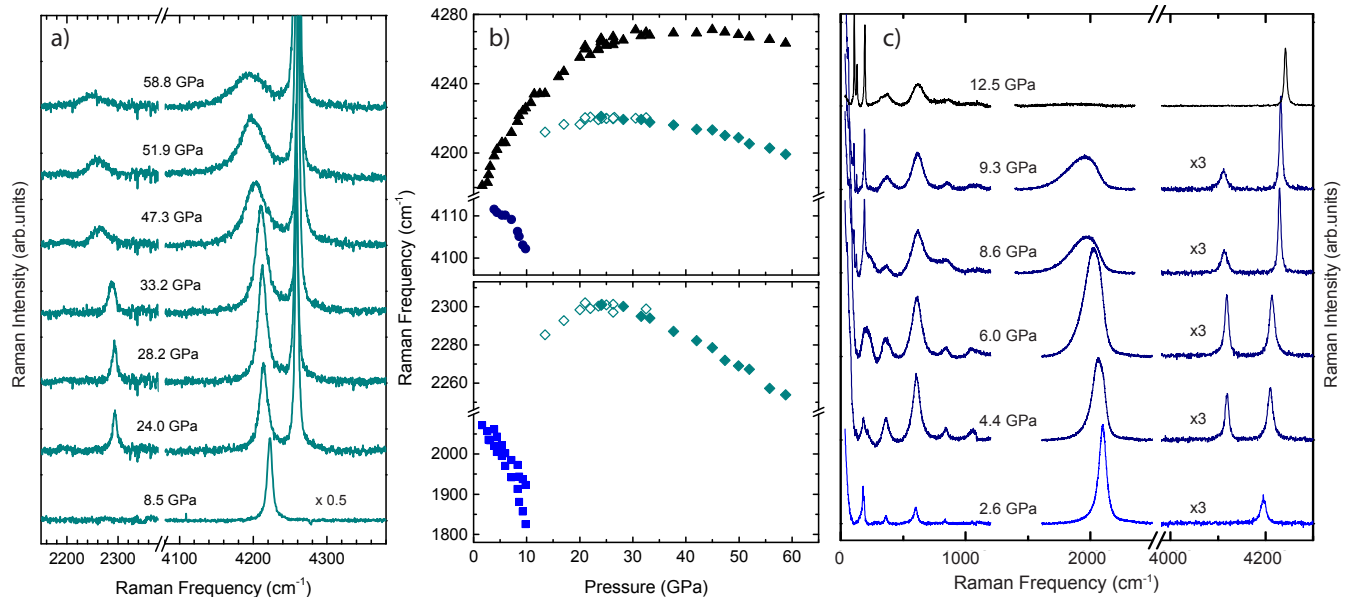 a)
58.8 GPa
51.9 GPa
47.3 GPa
33.2 GPa
28.2 GPa
24.0 GPa
8.5 GPa
x 0.5
Raman Intensity (arb.units)
2200 2300 4100 4200 4300
Raman Frequency (cm-1)
b)
4280
4240
4200
4180
4110
4100
2300
2280
2260
2000
1900
1800
Raman Frequency (cm-1)
0 10 20 30 40 50 60
Pressure (GPa)
c)
12.5 GPa
9.3 GPa
x3
8.6 GPa
x3
6.0 GPa
x3
4.4 GPa
x3
2.6 GPa
x3
Raman Intensity (arb.units)
0 1000 2000 4000 4200
Raman Frequency (cm-1)